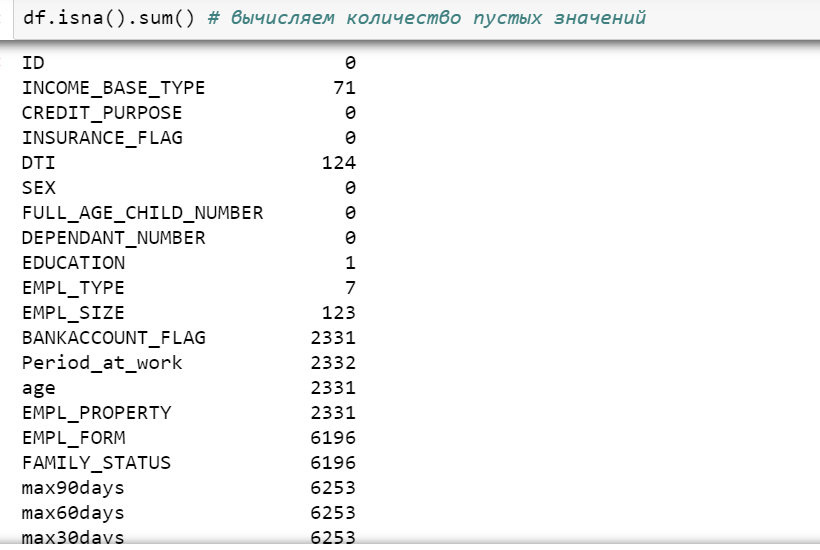 df.isna().sum() # вычисляем количество пустых значений
ID 0
INCOME_BASE_TYPE 71
CREDIT_PURPOSE 0
INSURANCE_FLAG 0
DTI 124
SEX 0
FULL_AGE_CHILD_NUMBER 0
DEPENDANT_NUMBER 0
EDUCATION 1
EMPL_TYPE 7
EMPL_SIZE 123
BANKACCOUNT_FLAG 2331
Period_at_work 2332
age 2331
EMPL_PROPERTY 2331
EMPL_FORM 6196
FAMILY_STATUS 6196
max90days 6253
max60days 6253
max30days 6253